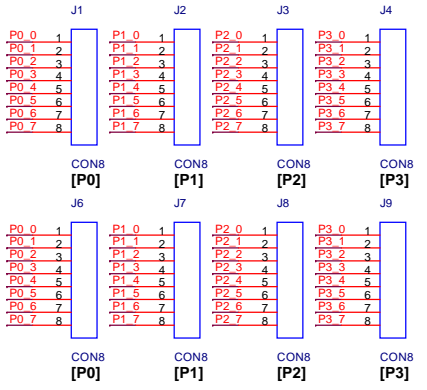 J1 J2 J3 J4
P0_0 1 P1_0 1 P2_0 1 P3_0 1
P0_1 2 P1_1 2 P2_1 2 P3_1 2
P0_2 3 P1_2 3 P2_2 3 P3_2 3
P0_3 4 P1_3 4 P2_3 4 P3_3 4
P0_4 5 P1_4 5 P2_4 5 P3_4 5
P0_5 6 P1_5 6 P2_5 6 P3_5 6
P0_6 7 P1_6 7 P2_6 7 P3_6 7
P0_7 8 P1_7 8 P2_7 8 P3_7 8
CON8 CON8 CON8 CON8
[P0] [P1] [P2] [P3]
J6 J7 J8 J9
P0_0 1 P1_0 1 P2_0 1 P3_0 1
P0_1 2 P1_1 2 P2_1 2 P3_1 2
P0_2 3 P1_2 3 P2_2 3 P3_2 3
P0_3 4 P1_3 4 P2_3 4 P3_3 4
P0_4 5 P1_4 5 P2_4 5 P3_4 5
P0_5 6 P1_5 6 P2_5 6 P3_5 6
P0_6 7 P1_6 7 P2_6 7 P3_6 7
P0_7 8 P1_7 8 P2_7 8 P3_7 8
CON8 CON8 CON8 CON8
[P0] [P1] [P2] [P3]